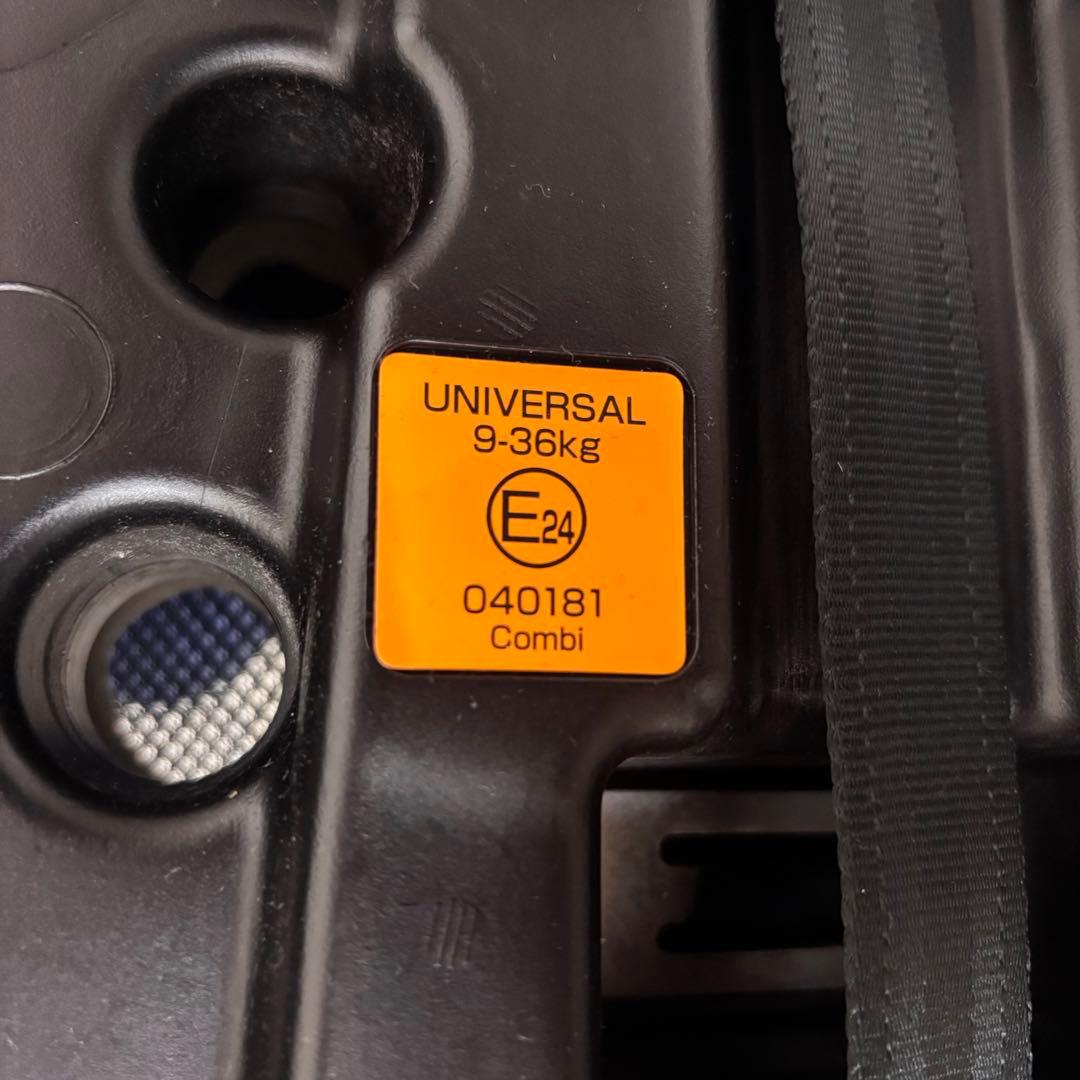 UNIVERSAL
9-36kg
E24
040181
Combi